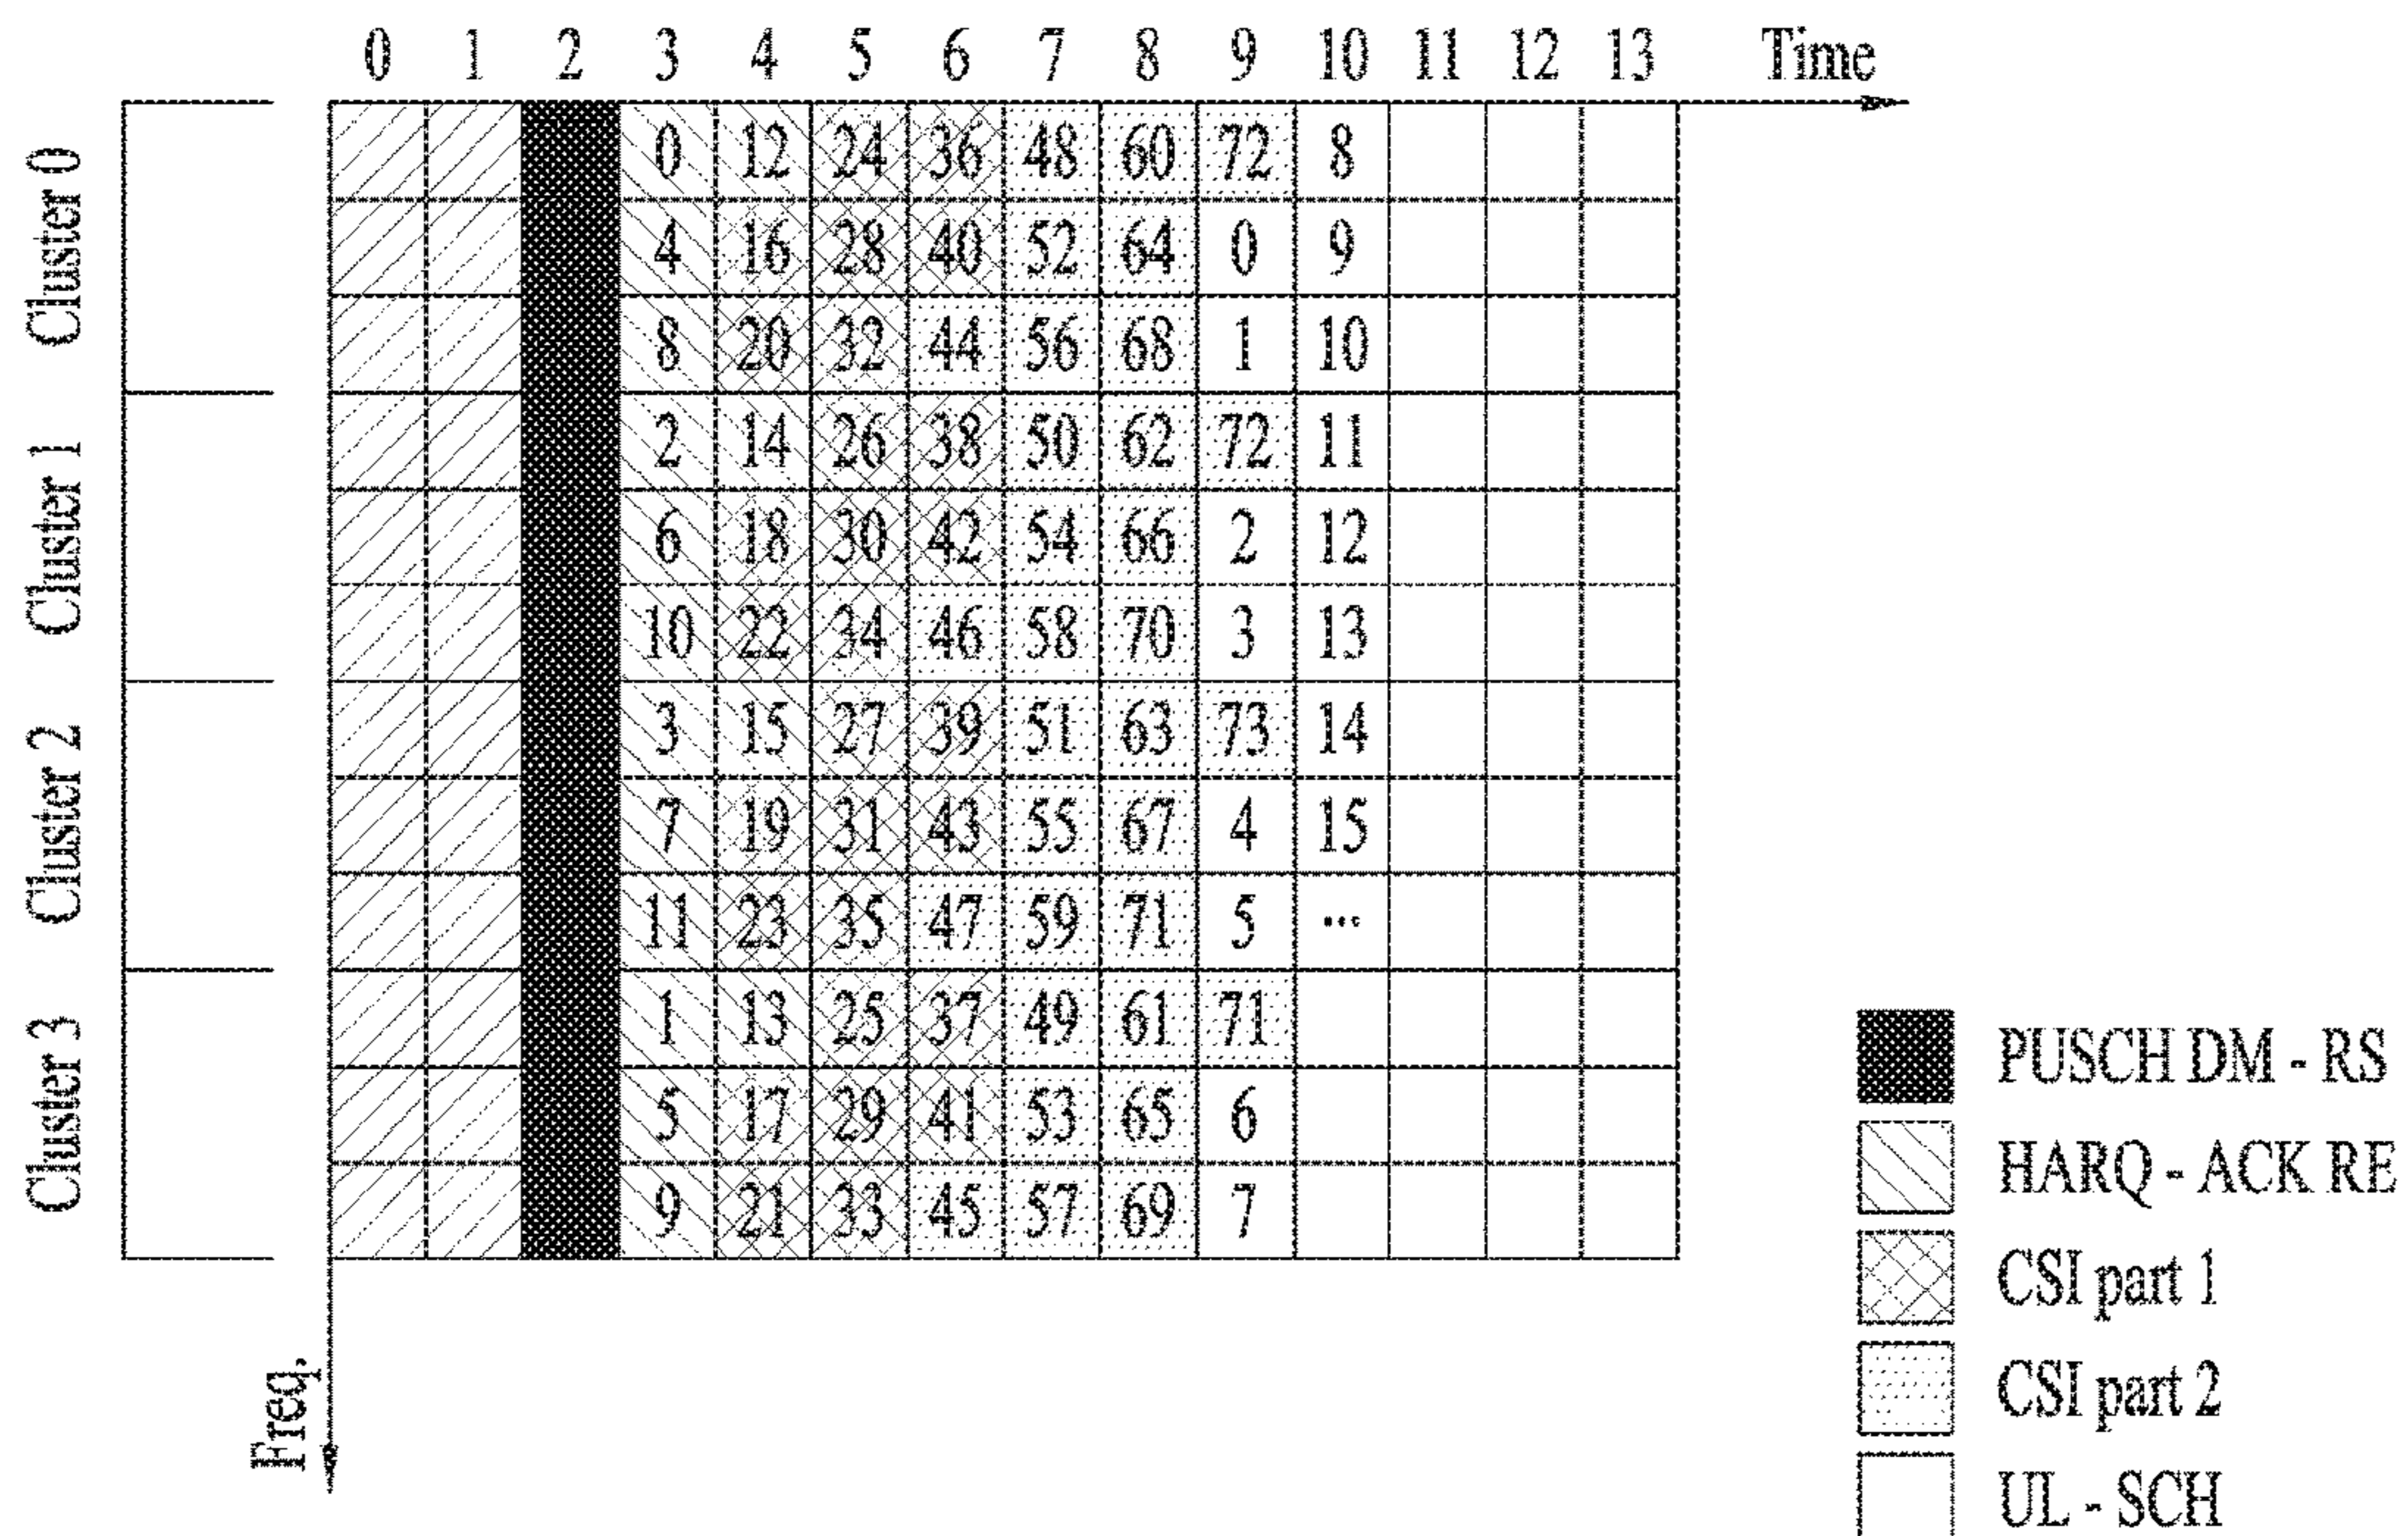 0 1 2 3 4 5 6 7 8 9 10 11 12 13 Time
Cluster 0
0 12 24 36 48 60 72 8
4 16 28 40 52 64 0 9
8 20 32 44 56 68 1 10
Cluster 1
2 14 26 38 50 62 72 11
6 18 30 42 54 66 2 12
10 22 34 46 58 70 3 13
Cluster 2
3 15 27 39 51 63 73 14
7 19 31 43 55 67 4 15
11 23 35 47 59 71 5 ...
Cluster 3
1 13 25 37 49 61 71
5 17 29 41 53 65 6
9 21 33 45 57 69 7
Freq.
PUSCH DM - RS
HARQ - ACK RE
CSI part 1
CSI part 2
UL - SCH